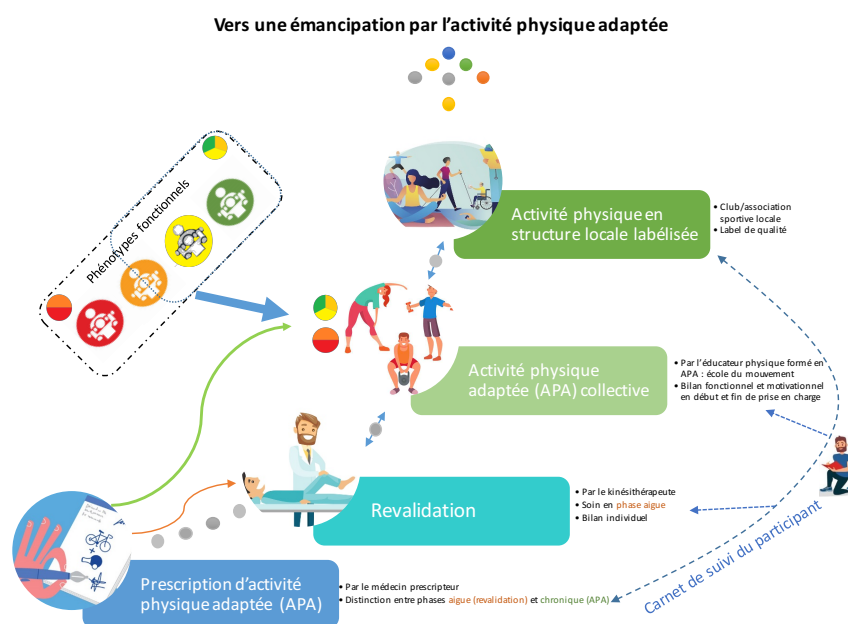 Vers une émancipation par l’activité physique adaptée
Phénotypes fonctionnels
Activité physique en
structure locale labélisée
• Club/association
sportive locale
• Label de qualité
Activité physique
adaptée (APA) collective
• Par l’éducateur physique formé en
APA : école du mouvement
• Bilan fonctionnel et motivationnel
en début et fin de prise en charge
Revalidation
• Par le kinésithérapeute
• Soin en phase aigue
• Bilan individuel
Carnet de suivi du participant
Prescription d’activité
physique adaptée (APA)
• Par le médecin prescripteur
• Distinction entre phases aigue (revalidation) et chronique (APA)